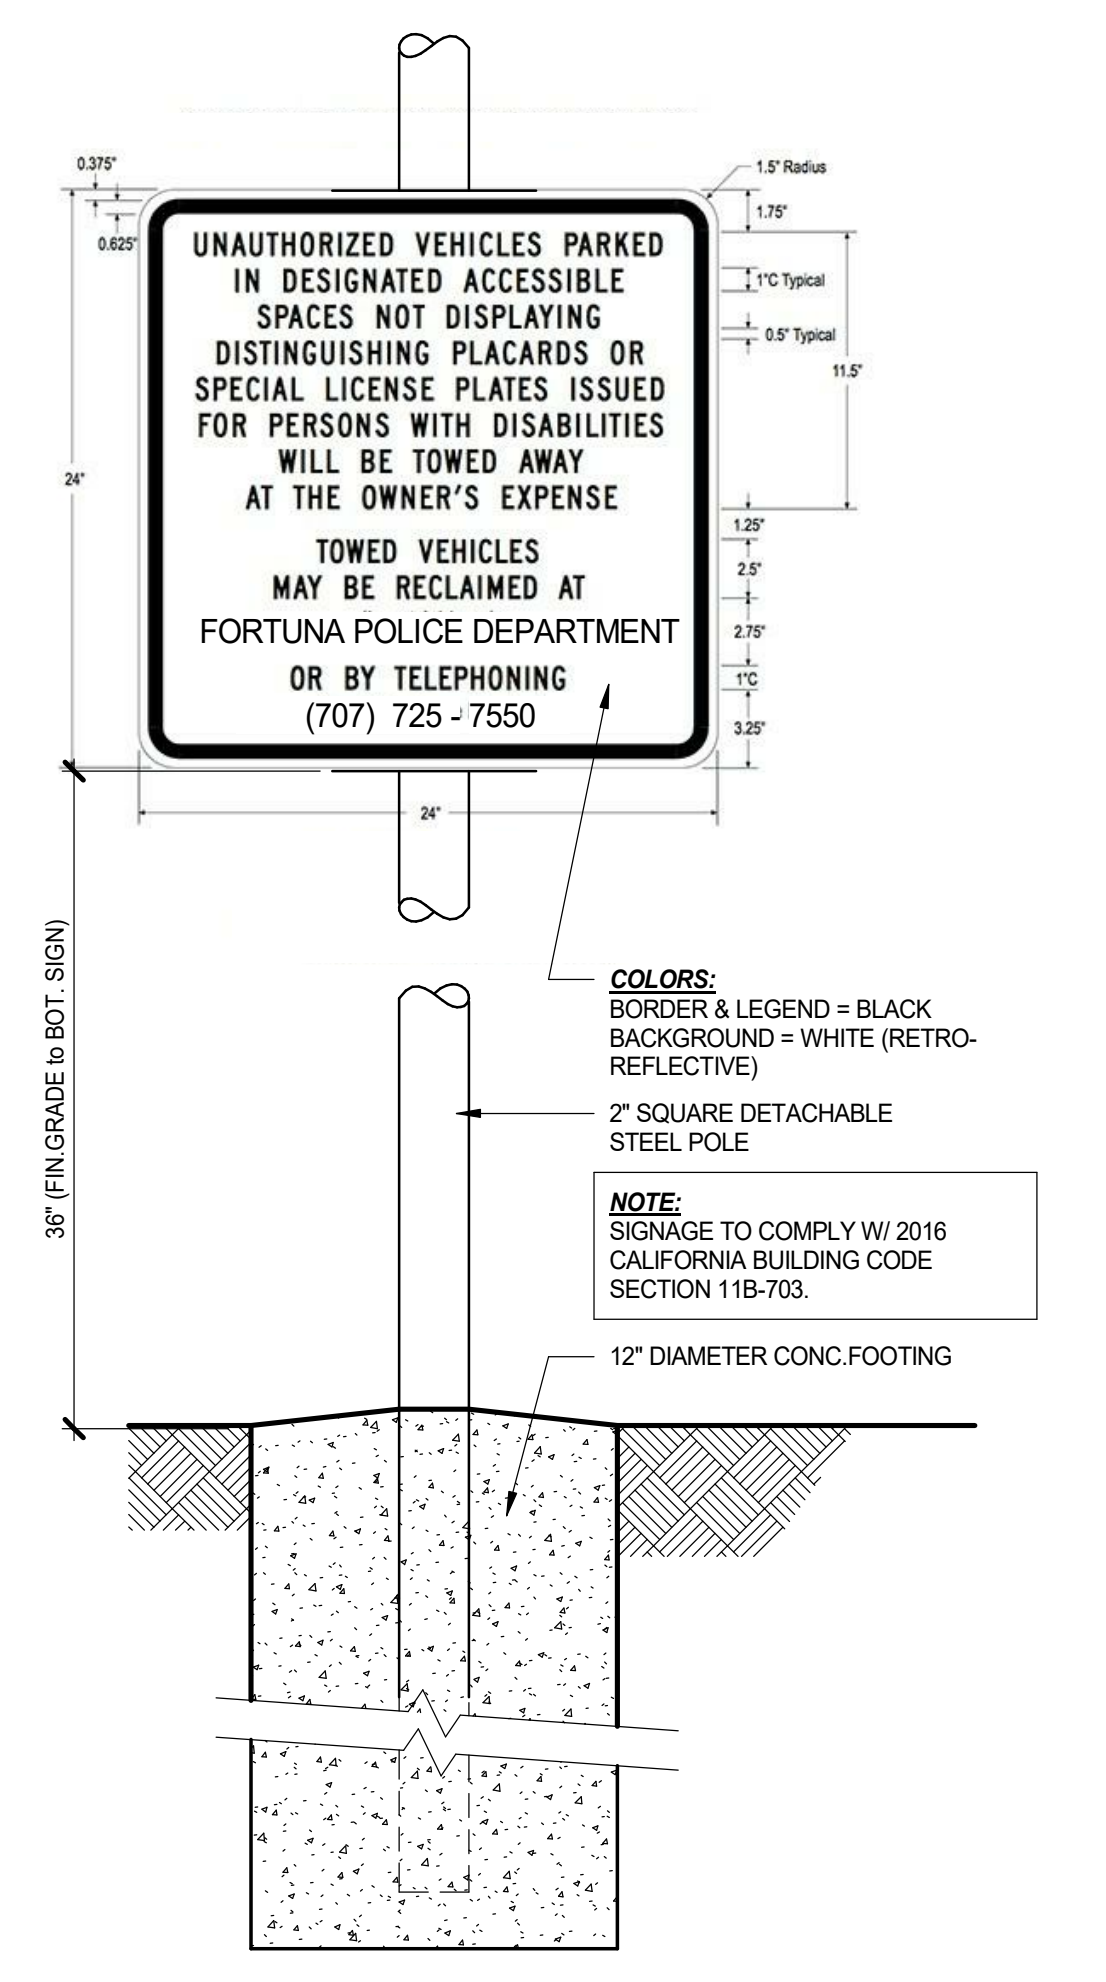 0.375"
0.625"
1.5" Radius
1.75"
UNAUTHORIZED VEHICLES PARKED
IN DESIGNATED ACCESSIBLE
SPACES NOT DISPLAYING
DISTINGUISHING PLACARDS OR
SPECIAL LICENSE PLATES ISSUED
FOR PERSONS WITH DISABILITIES
WILL BE TOWED AWAY
AT THE OWNER'S EXPENSE
TOWED VEHICLES
MAY BE RECLAIMED AT
FORTUNA POLICE DEPARTMENT
OR BY TELEPHONING
(707) 725 - 7550
1"C Typical
0.5" Typical
11.5"
24"
1.25"
2.5"
2.75"
1"C
3.25"
24"
36" (FIN.GRADE to BOT. SIGN)
COLORS:
BORDER & LEGEND = BLACK
BACKGROUND = WHITE (RETRO-
REFLECTIVE)
2" SQUARE DETACHABLE
STEEL POLE
NOTE:
SIGNAGE TO COMPLY W/ 2016
CALIFORNIA BUILDING CODE
SECTION 11B-703.
12" DIAMETER CONC.FOOTING